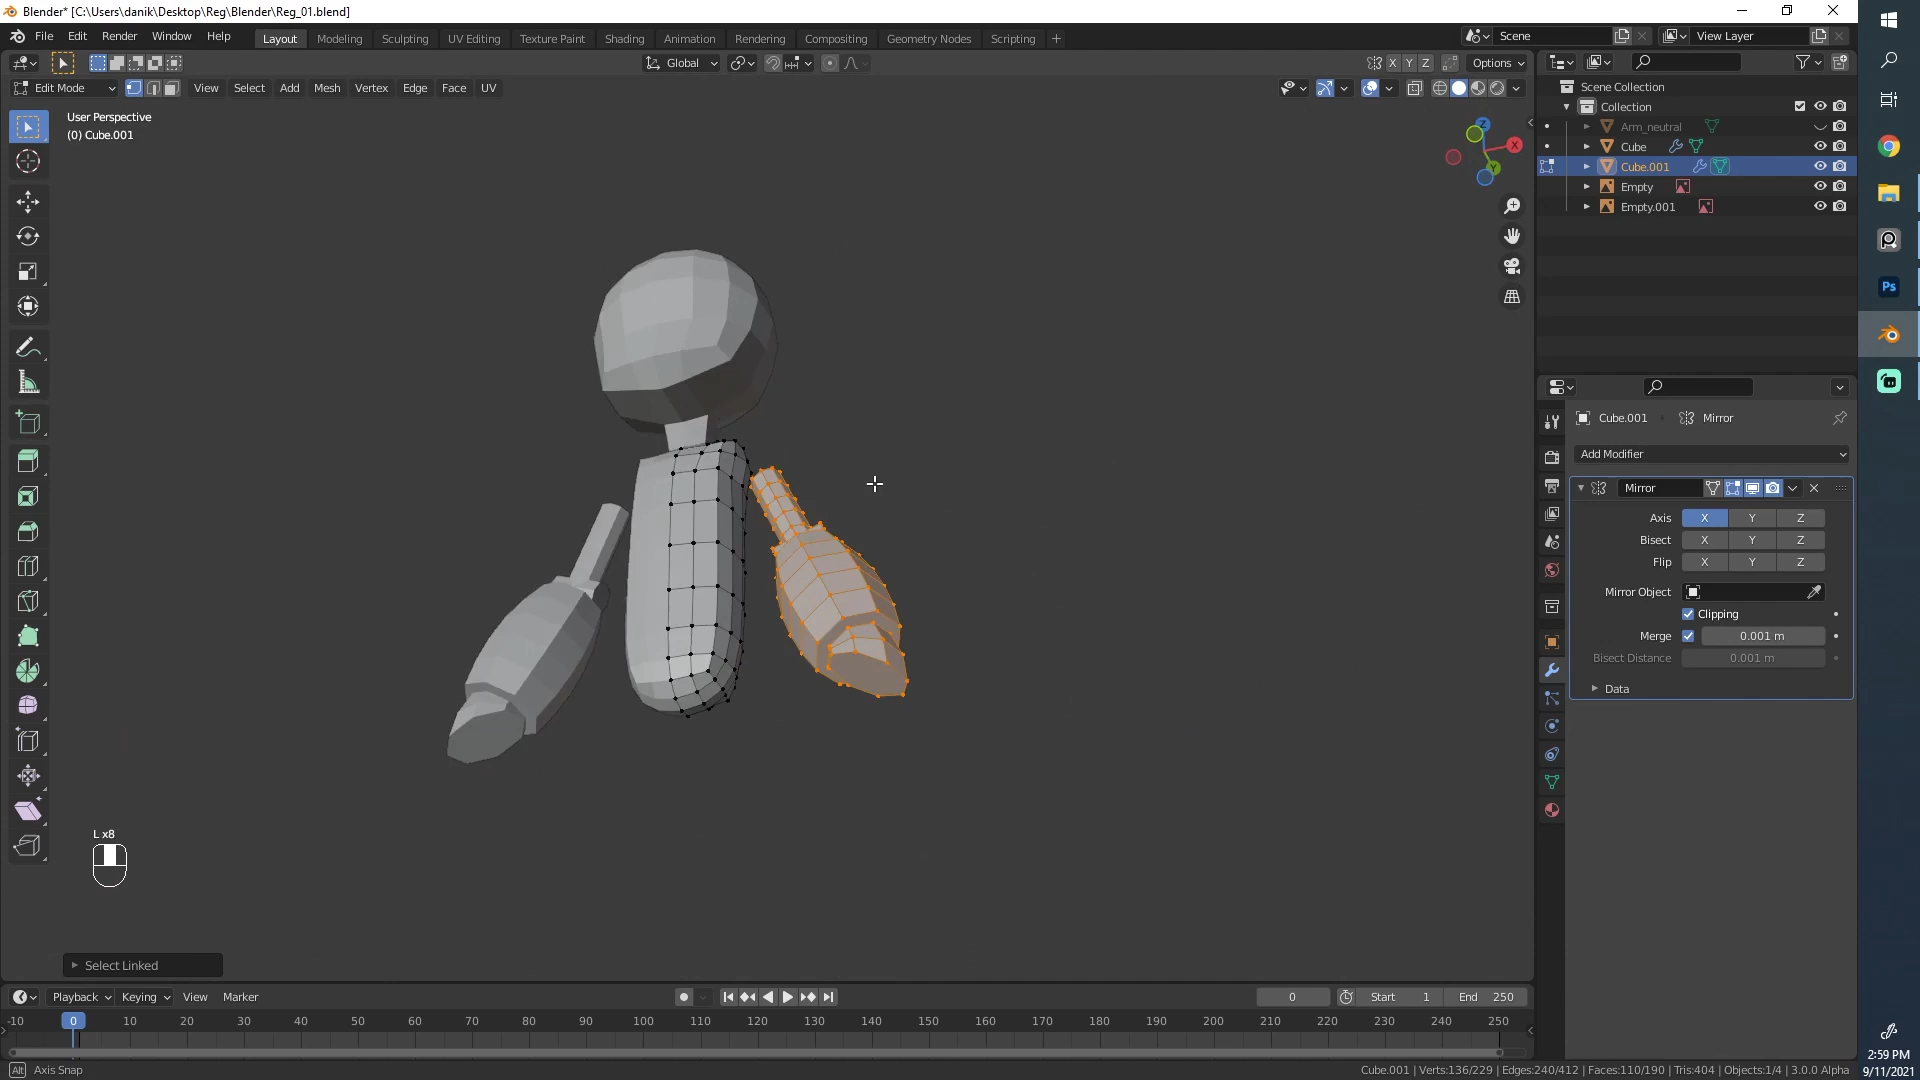 Blender* [C:\Users\danik\Desktop\Reg\Blender\Reg_01.blend]
File Edit Render Window Help Layout Modeling Sculpting UV Editing Texture Paint Shading Animation Rendering Compositing Geometry Nodes Scripting + Scene View Layer
Global X Y Z Options
Edit Mode View Select Add Mesh Vertex Edge Face UV
User Perspective
(0) Cube.001
Z
X
Y
Scene Collection
Collection
Arm_neutral
Cube
Cube.001
Empty
Empty.001
Cube.001 Mirror
Add Modifier
Mirror
Axis X Y Z
Bisect X Y Z
Flip X Y Z
Mirror Object
Clipping
Merge 0.001 m
Bisect Distance 0.001 m
Data
L x8
Select Linked
Playback Keying View Marker 0 Start 1 End 250
-10 0 10 20 30 40 50 60 70 80 90 100 110 120 130 140 150 160 170 180 190 200 210 220 230 240 250
Alt Axis Snap
Cube.001 | Verts:136/229 | Edges:240/412 | Faces:110/190 | Tris:404 | Objects:1/4 | 3.0.0 Alpha
Ps
2:59 PM
9/11/2021